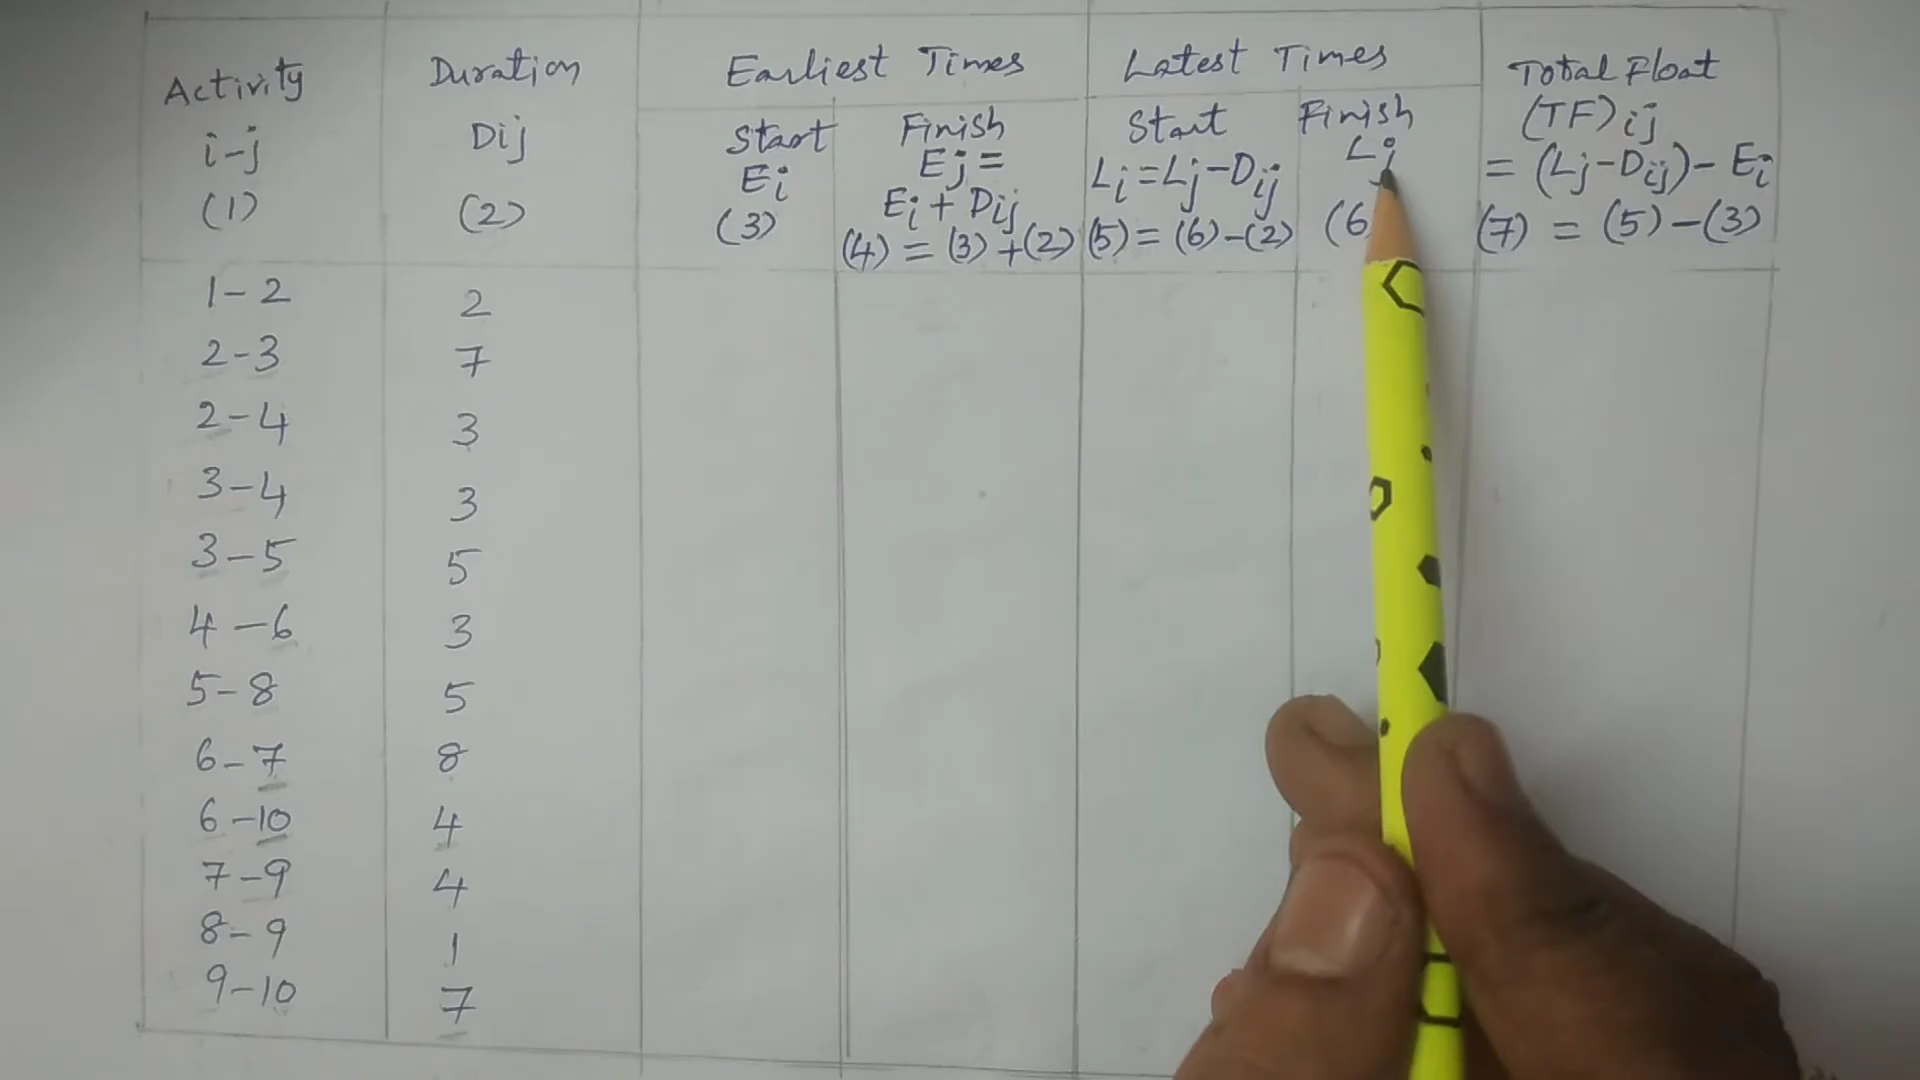 Activity Duration Earliest Times Latest Times Total Float
i-j Dij Start Finish Start Finish (TF)ij
(1) (2) Ei Ej = Li=Lj-Dij Lj = (Lj-Dij)- Ei
(3) Ei + Dij (6 (7) = (5)-(3)
(4) = (3)+(2) (5)= (6)-(2)
1-2 2
2-3 7
2-4 3
3-4 3
3-5 5
4-6 3
5-8 5
6-7 8
6-10 4
7-9 4
8-9 1
9-10 7